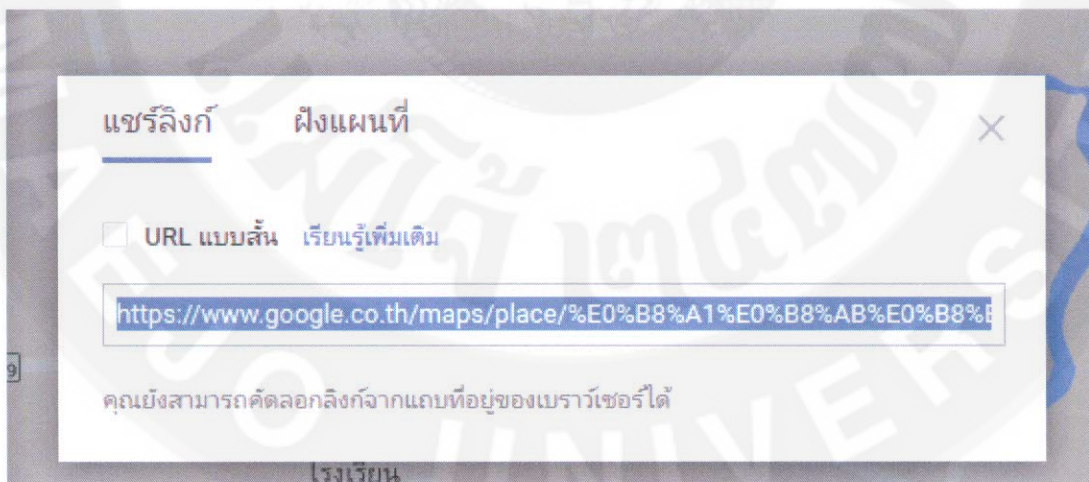 แชร์ลิงก์ ฝังแผนที่
URL แบบสั้น เรียนรู้เพิ่มเติม
https://www.google.co.th/maps/place/%E0%B8%A1%E0%B8%AB%E0%B8%E
9
คุณยังสามารถคัดลอกลิงก์จากแถบที่อยู่ของเบราว์เซอร์ได้
โรงเรียน
UNIVERS